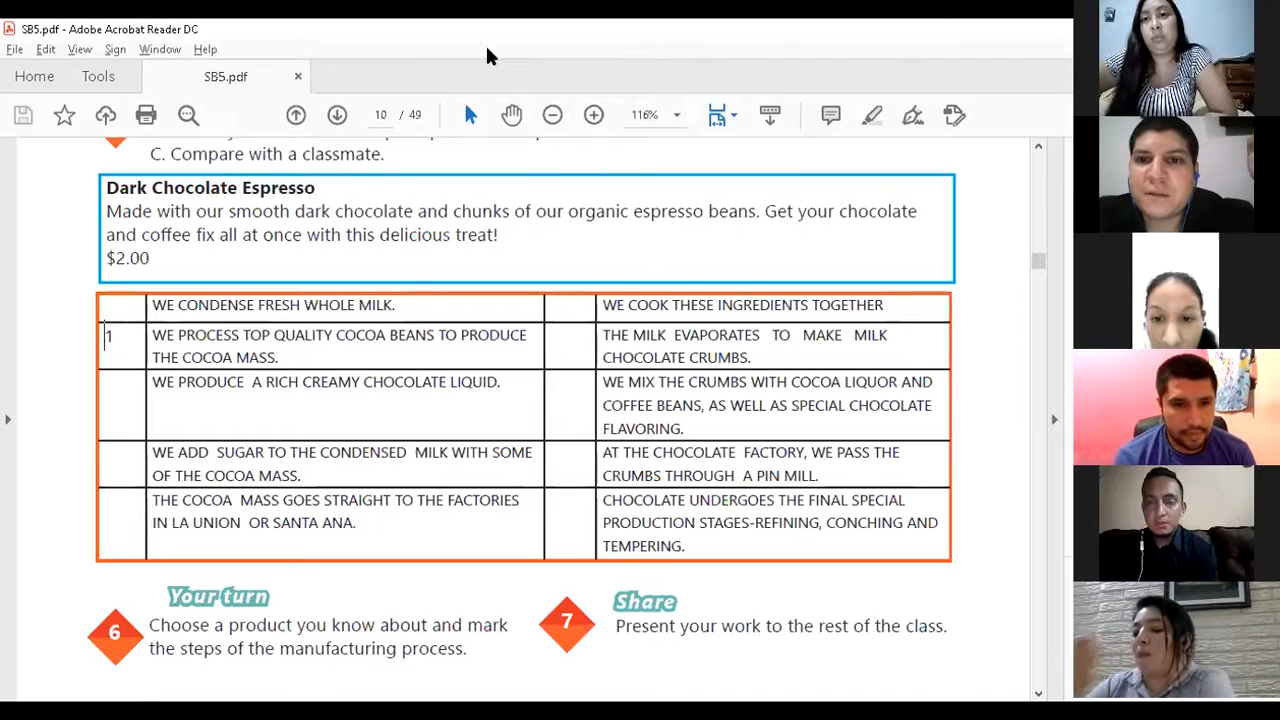 SB5.pdf - Adobe Acrobat Reader DC
File Edit View Sign Window Help
Home Tools SB5.pdf ×
10 / 49 116%
C. Compare with a classmate.
Dark Chocolate Espresso
Made with our smooth dark chocolate and chunks of our organic espresso beans. Get your chocolate
and coffee fix all at once with this delicious treat!
$2.00
WE CONDENSE FRESH WHOLE MILK.
1 WE PROCESS TOP QUALITY COCOA BEANS TO PRODUCE
THE COCOA MASS.
WE PRODUCE A RICH CREAMY CHOCOLATE LIQUID.
WE ADD SUGAR TO THE CONDENSED MILK WITH SOME
OF THE COCOA MASS.
THE COCOA MASS GOES STRAIGHT TO THE FACTORIES
IN LA UNION OR SANTA ANA.
WE COOK THESE INGREDIENTS TOGETHER
THE MILK EVAPORATES TO MAKE MILK
CHOCOLATE CRUMBS.
WE MIX THE CRUMBS WITH COCOA LIQUOR AND
COFFEE BEANS, AS WELL AS SPECIAL CHOCOLATE
FLAVORING.
AT THE CHOCOLATE FACTORY, WE PASS THE
CRUMBS THROUGH A PIN MILL.
CHOCOLATE UNDERGOES THE FINAL SPECIAL
PRODUCTION STAGES-REFINING, CONCHING AND
TEMPERING.
Your turn
6 Choose a product you know about and mark
the steps of the manufacturing process.
Share
7 Present your work to the rest of the class.